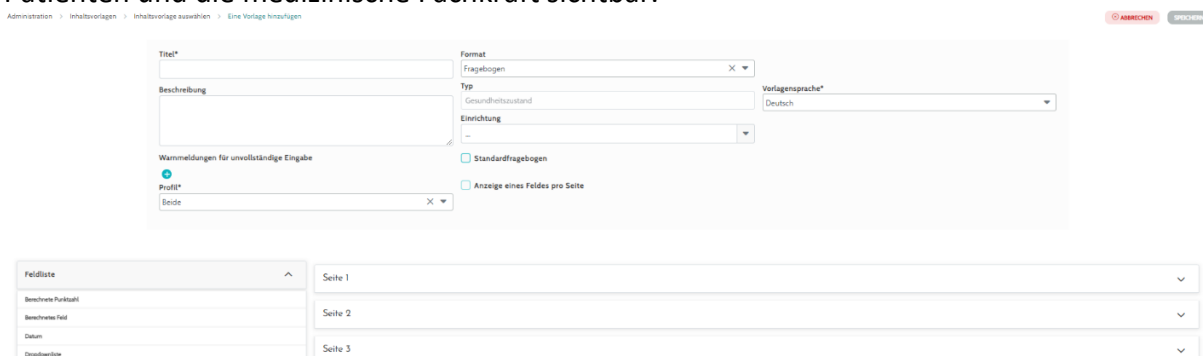 Patienten und die medizinische Fachkraft sichtbar.
Administration > Inhaltsvorlagen > Inhaltsvorlage auswählen > Eine Vorlage hinzufügen
ABBRECHEN SPEICHERN
Titel*
Format
Fragebogen
Beschreibung
Typ
Gesundheitszustand
Vorlagensprache*
Deutsch
Einrichtung
...
Warnmeldungen für unvollständige Eingabe
Standardfragebogen
Profil*
Beide
Anzeige eines Feldes pro Seite
Feldliste
Berechnete Punktzahl
Berechnetes Feld
Datum
Dropdownliste
Seite 1
Seite 2
Seite 3